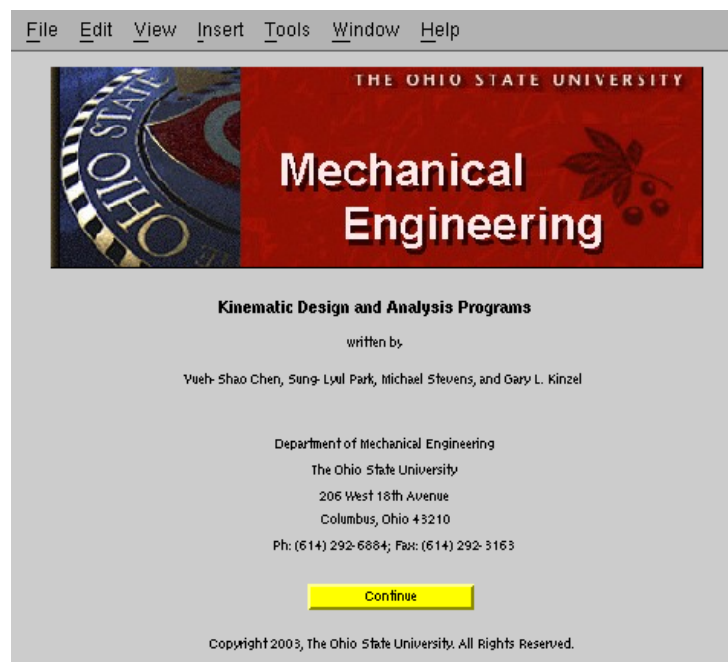 File Edit View Insert Tools Window Help
THE OHIO STATE UNIVERSITY
OHIO STATE
OHIO
Mechanical
Engineering
Kinematic Design and Analysis Programs
written by
Yueh-Shao Chen, Sung-Lyul Park, Michael Stevens, and Gary L. Kinzel
Department of Mechanical Engineering
The Ohio State University
206 West 18th Avenue
Columbus, Ohio 43210
Ph: (614) 292-6884; Fax: (614) 292-3163
Continue
Copyright 2003, The Ohio State University. All Rights Reserved.